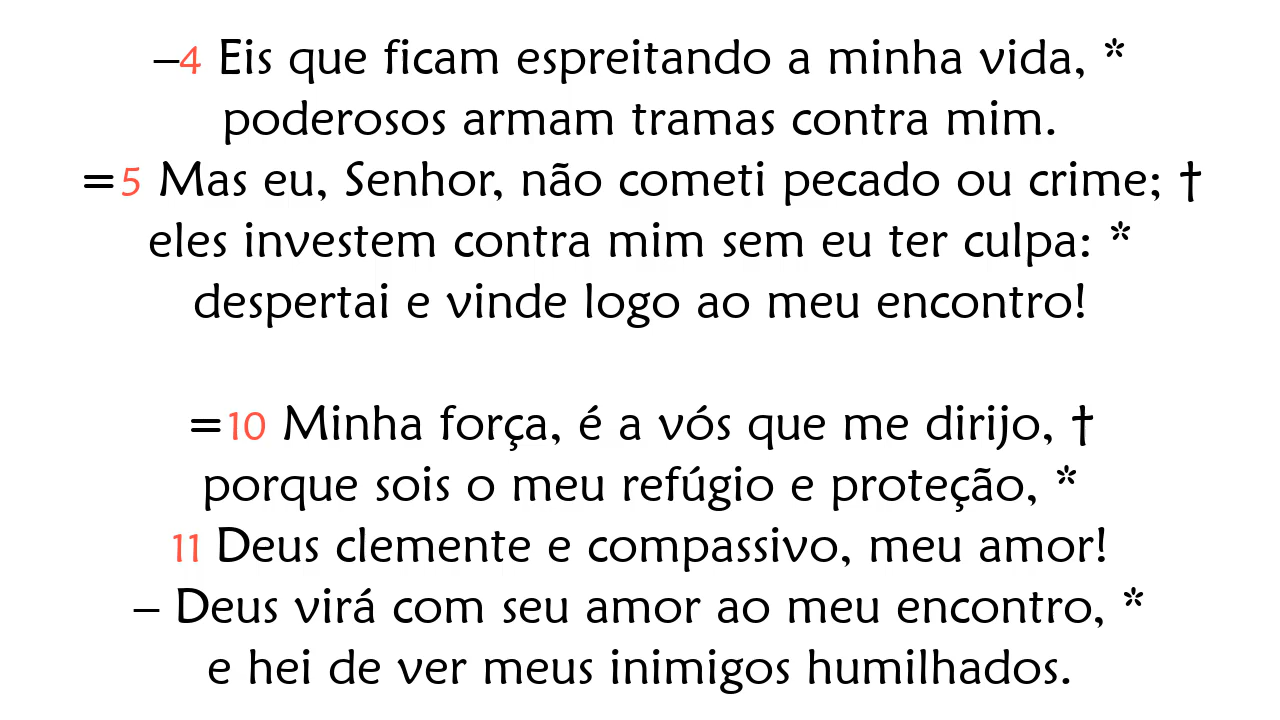 –4 Eis que ficam espreitando a minha vida, *
poderosos armam tramas contra mim.
=5 Mas eu, Senhor, não cometi pecado ou crime; †
eles investem contra mim sem eu ter culpa: *
despertai e vinde logo ao meu encontro!
=10 Minha força, é a vós que me dirijo, †
porque sois o meu refúgio e proteção, *
11 Deus clemente e compassivo, meu amor!
– Deus virá com seu amor ao meu encontro, *
e hei de ver meus inimigos humilhados.